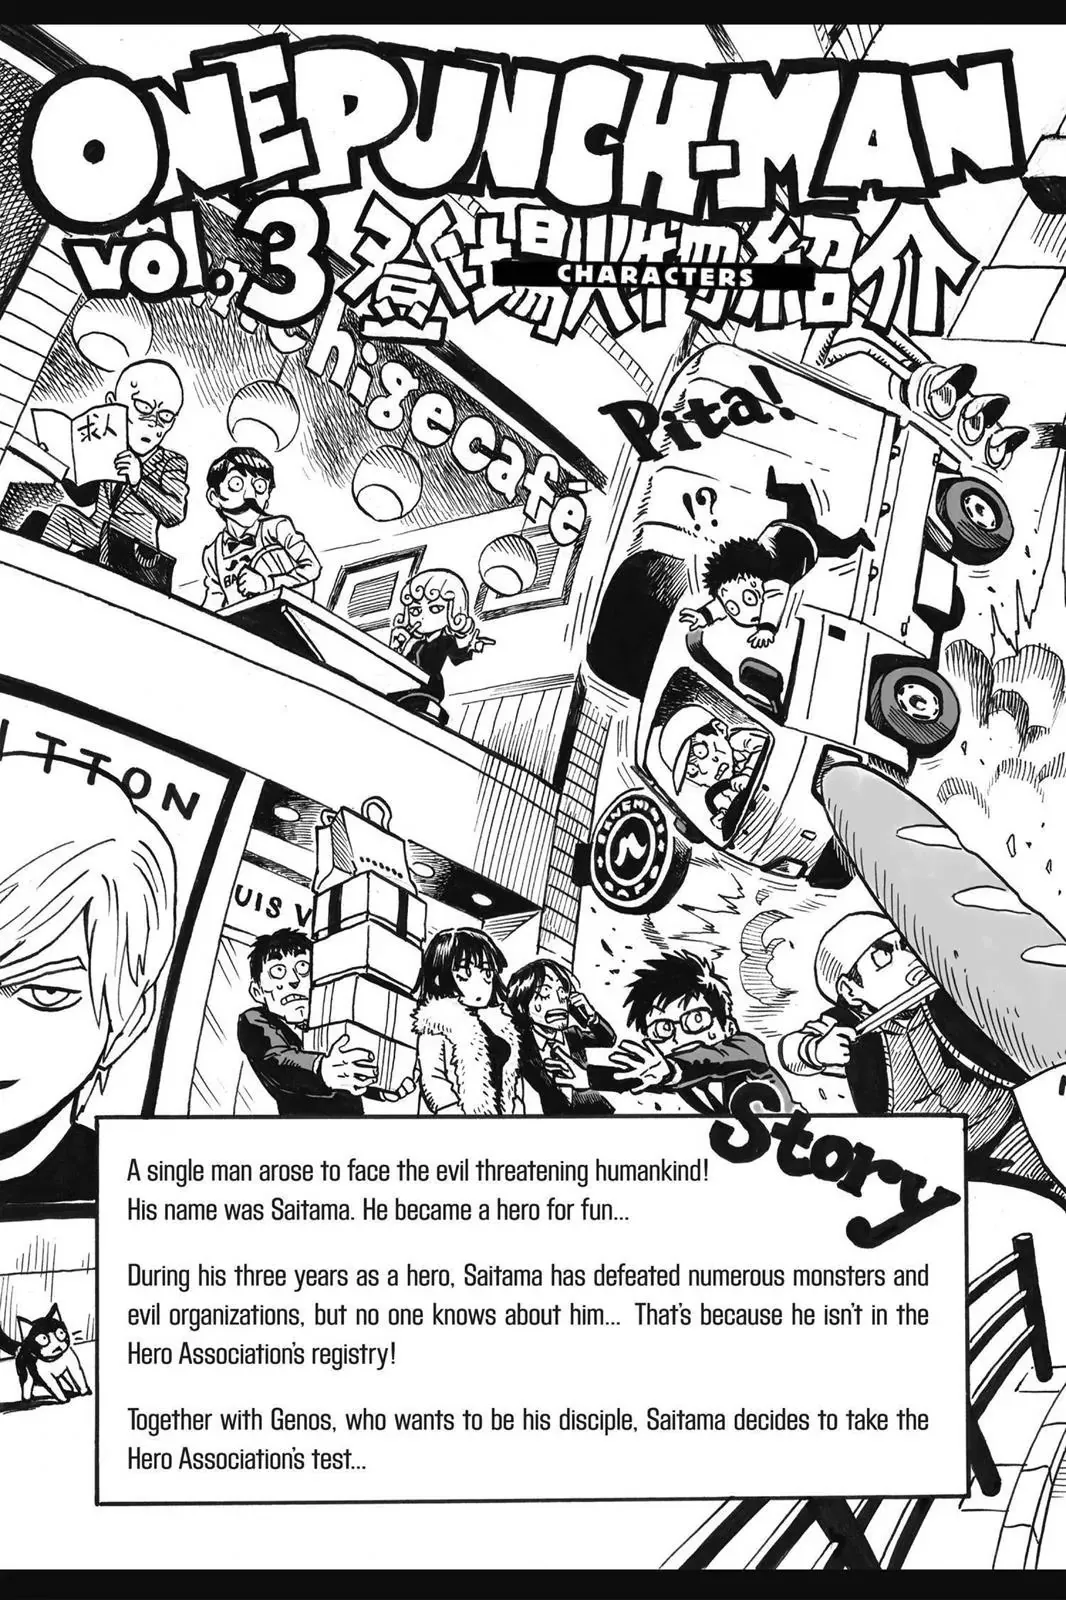 ONE PUNCH-MAN
vol. 3
登場人物紹介
CHARACTERS
higecafé
求人
BA
Pita!
!?
ITTON
UIS V
Story
A single man arose to face the evil threatening humankind!
His name was Saitama. He became a hero for fun...
During his three years as a hero, Saitama has defeated numerous monsters and
evil organizations, but no one knows about him... That's because he isn't in the
Hero Association's registry!
Together with Genos, who wants to be his disciple, Saitama decides to take the
Hero Association's test...